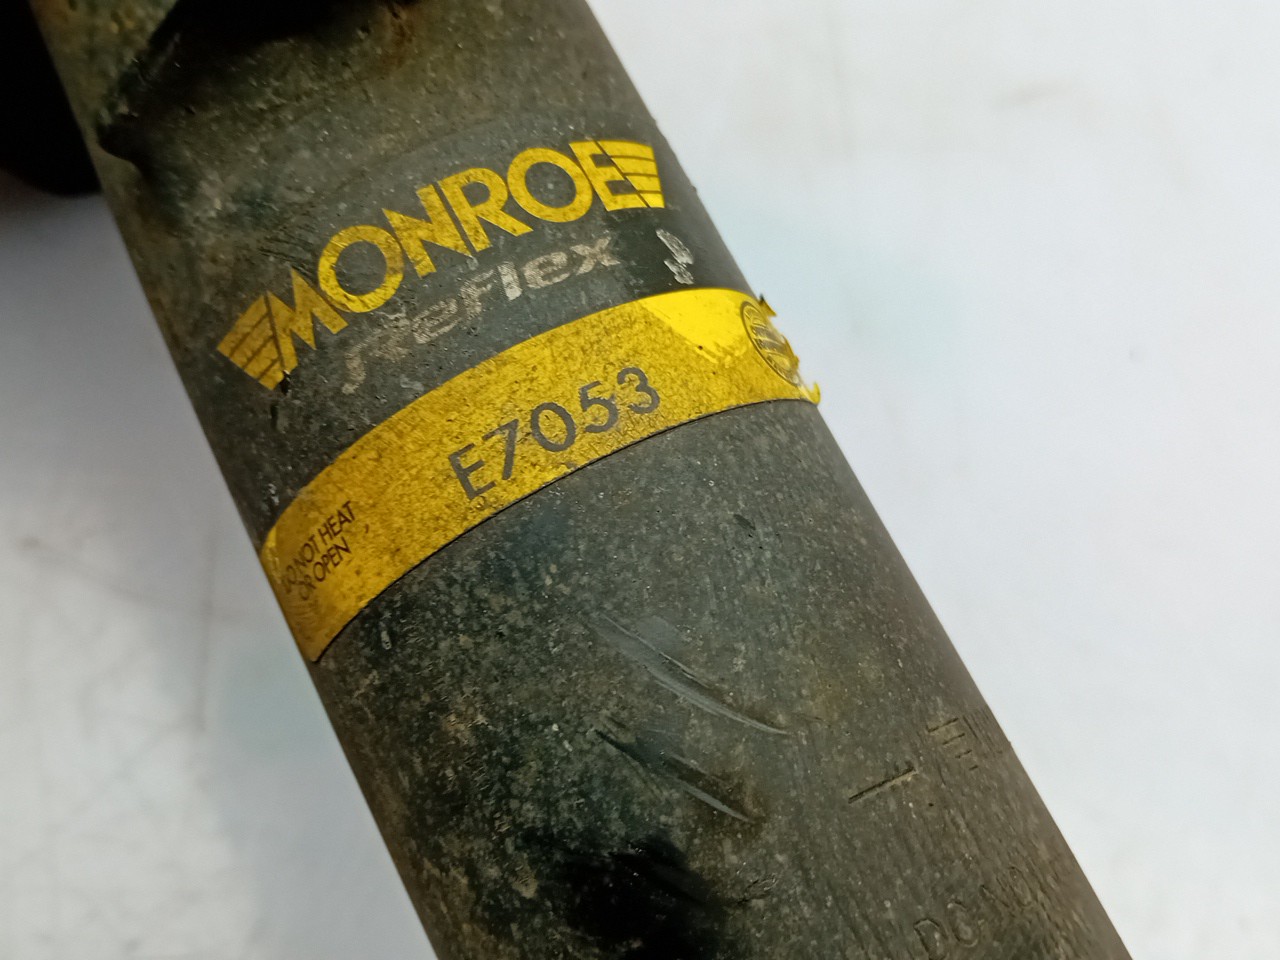 MONROE
Reflex
E7053
DO NOT HEAT
OR OPEN